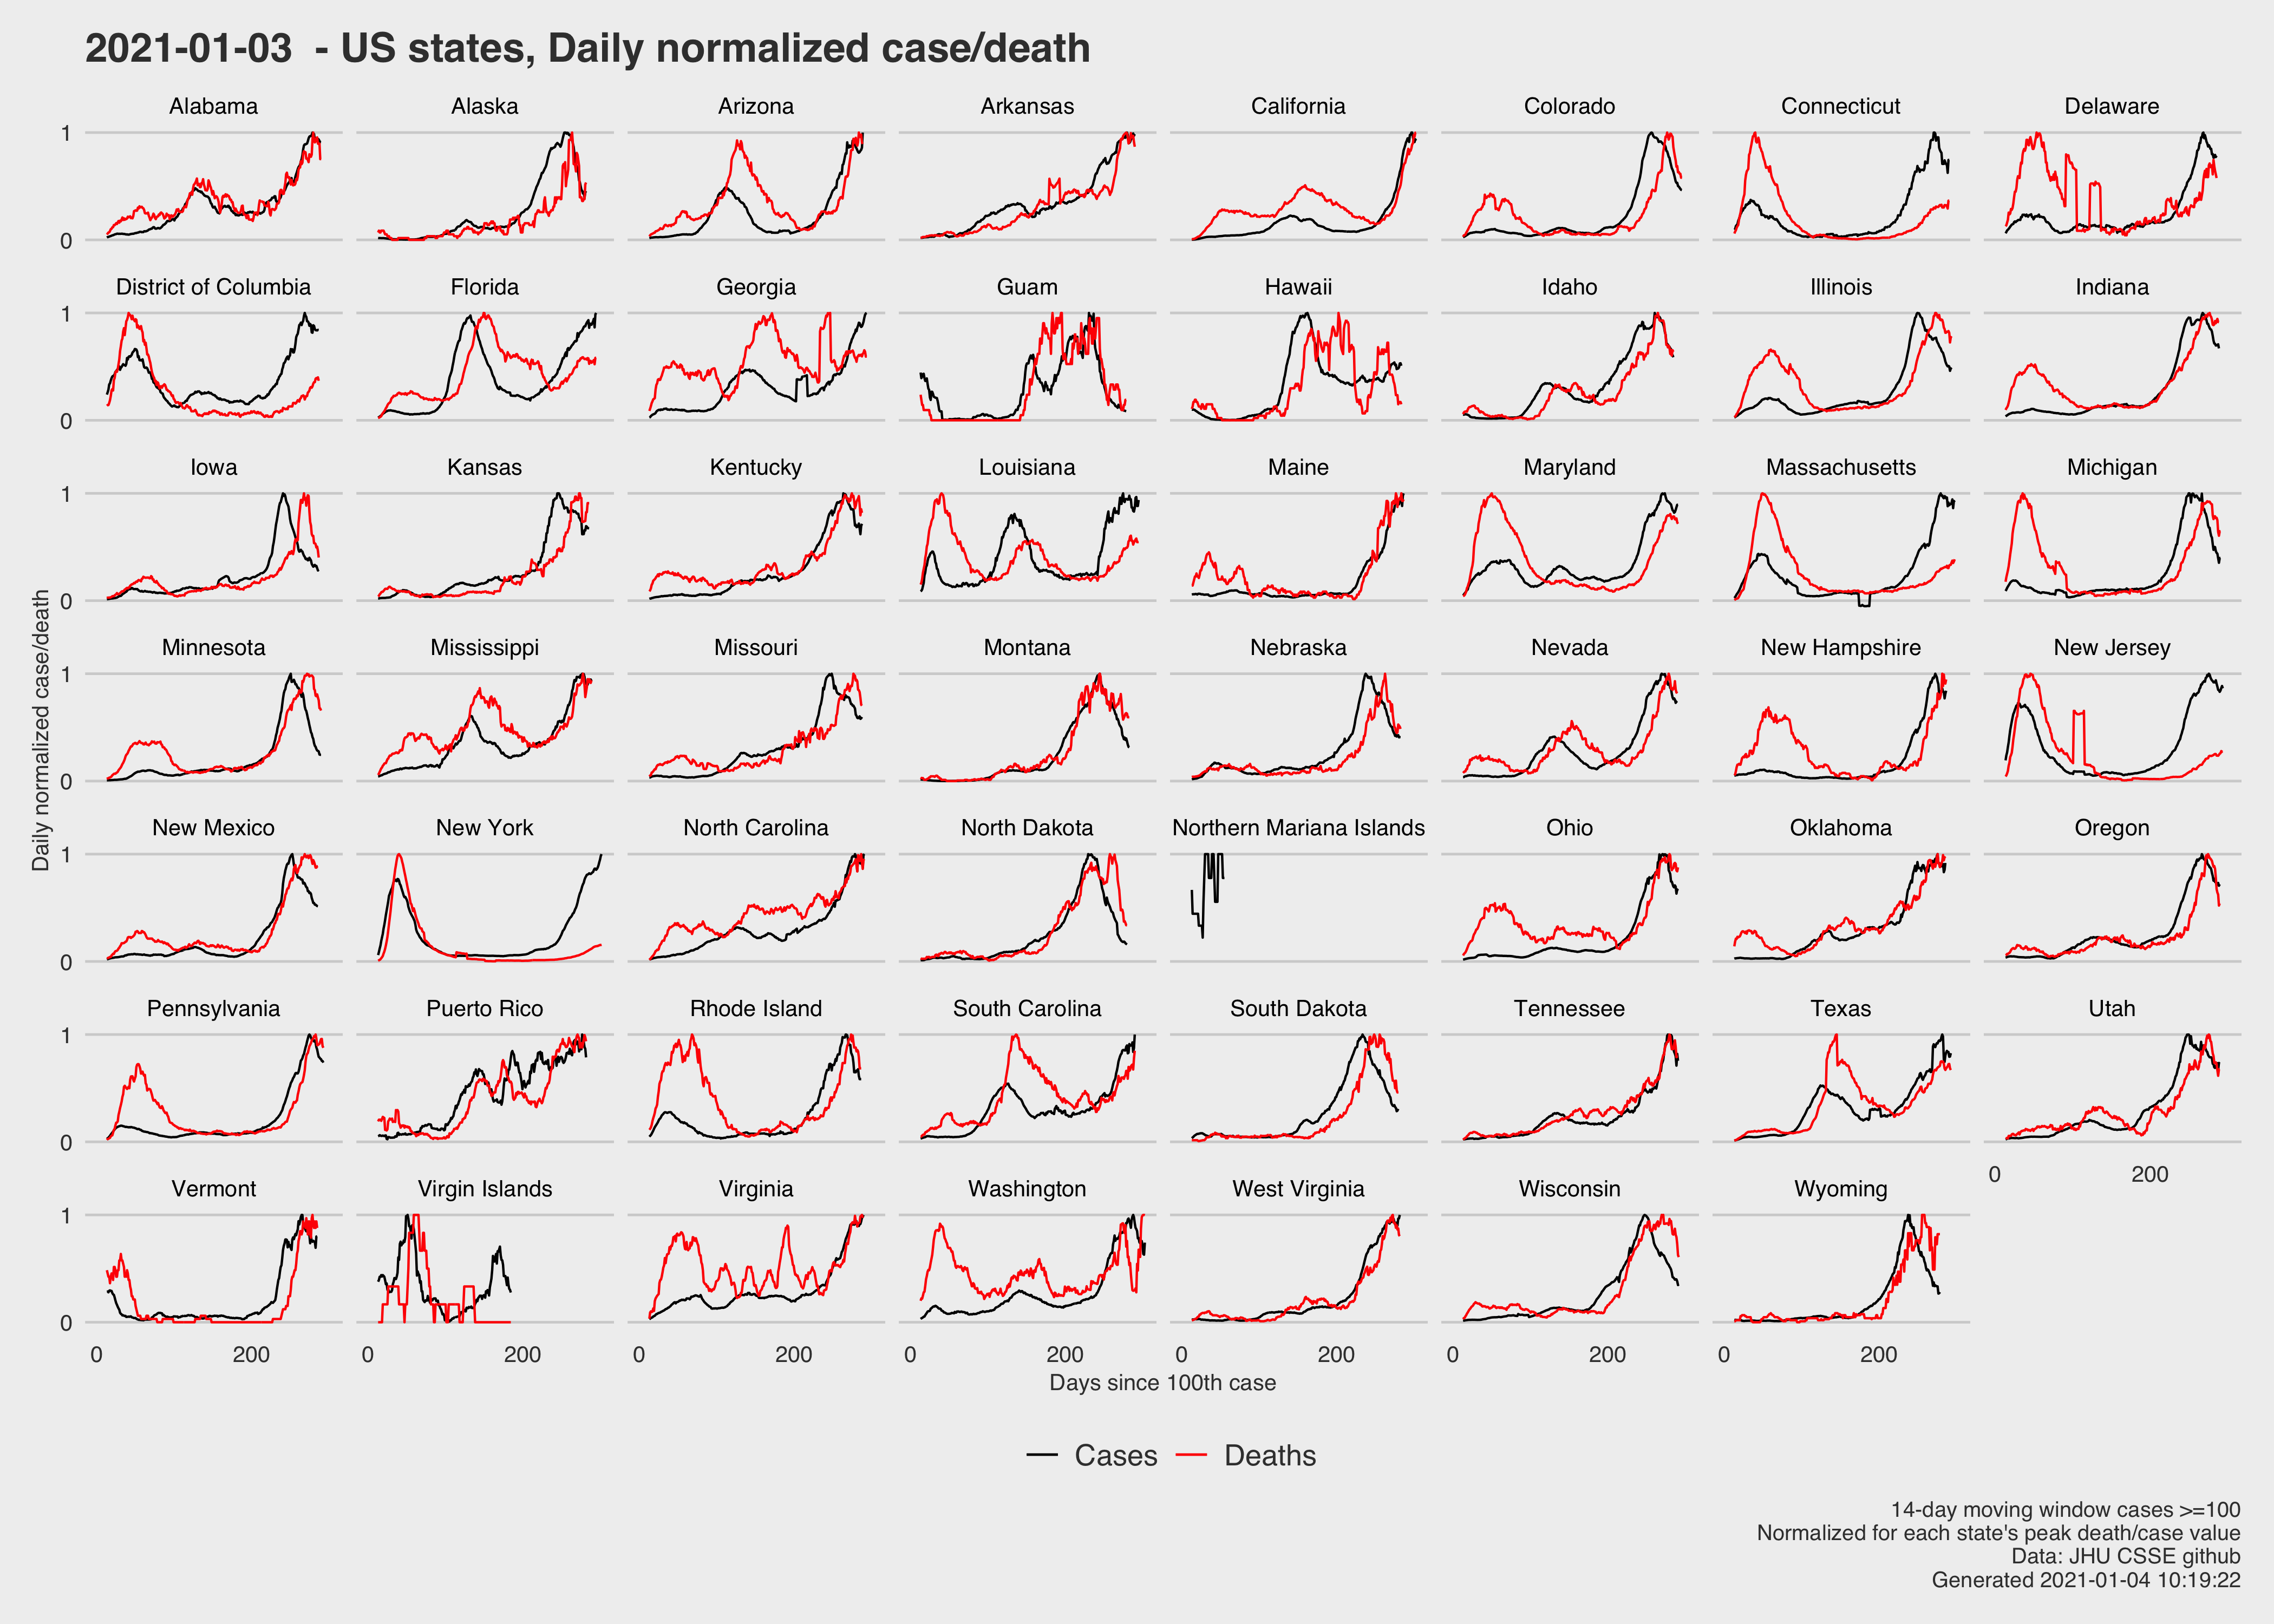 2021-01-03 - US states, Daily normalized case/death
Alabama Alaska Arizona Arkansas California Colorado Connecticut Delaware
1
0
District of Columbia Florida Georgia Guam Hawaii Idaho Illinois Indiana
1
0
Iowa Kansas Kentucky Louisiana Maine Maryland Massachusetts Michigan
1
0
Daily normalized case/death
Minnesota Mississippi Missouri Montana Nebraska Nevada New Hampshire New Jersey
1
0
New Mexico New York North Carolina North Dakota Northern Mariana Islands Ohio Oklahoma Oregon
1
0
Pennsylvania Puerto Rico Rhode Island South Carolina South Dakota Tennessee Texas Utah
1
0
0 200
Vermont Virgin Islands Virginia Washington West Virginia Wisconsin Wyoming
1
0
0 200 0 200 0 200 0 200 0 200 0 200 0 200
Days since 100th case
Cases Deaths
14-day moving window cases >=100
Normalized for each state's peak death/case value
Data: JHU CSSE github
Generated 2021-01-04 10:19:22